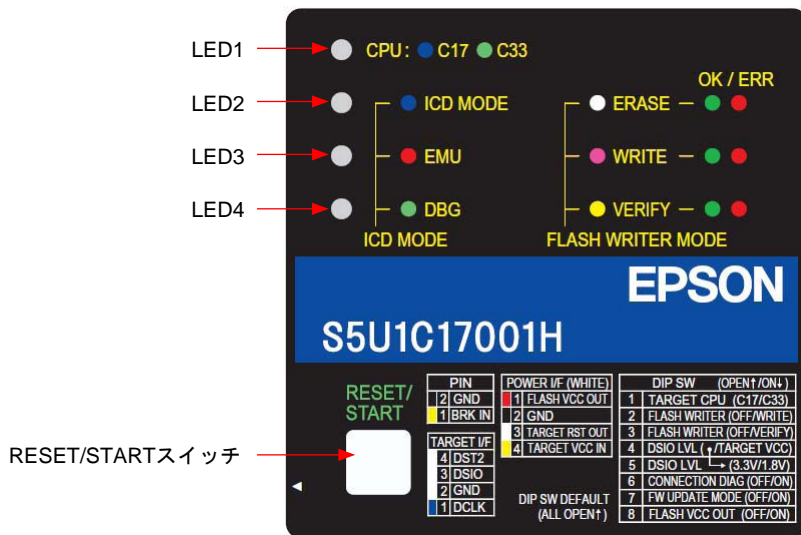 LED1
CPU: C17 C33
OK / ERR
LED2
ICD MODE
ERASE
LED3
EMU
WRITE
LED4
DBG
VERIFY
ICD MODE
FLASH WRITER MODE
EPSON
S5U1C17001H
RESET/
START
RESET/STARTスイッチ
PIN
2 GND
1 BRK IN
TARGET I/F
4 DST2
3 DSIO
2 GND
1 DCLK
POWER I/F (WHITE)
1 FLASH VCC OUT
2 GND
3 TARGET RST OUT
4 TARGET VCC IN
DIP SW DEFAULT
(ALL OPEN↑)
DIP SW (OPEN↑/ON↓)
1 TARGET CPU (C17/C33)
2 FLASH WRITER (OFF/WRITE)
3 FLASH WRITER (OFF/VERIFY)
4 DSIO LVL (/TARGET VCC)
5 DSIO LVL (3.3V/1.8V)
6 CONNECTION DIAG (OFF/ON)
7 FW UPDATE MODE (OFF/ON)
8 FLASH VCC OUT (OFF/ON)